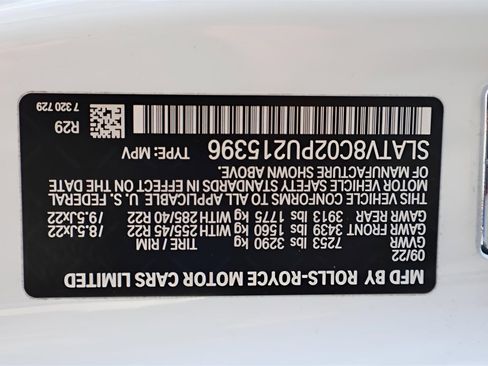 MFD BY ROLLS-ROYCE MOTOR CARS LIMITED
09/22
GVWR 7253 lbs 3290 kg TIRE / RIM
GAWR FRONT 3439 lbs 1560 kg WITH 255/45 R22 /8.5Jx22
GAWR REAR 3913 lbs 1775 kg WITH 285/40 R22 /9.5Jx22
THIS VEHICLE CONFORMS TO ALL APPLICABLE U. S. FEDERAL
MOTOR VEHICLE STANDARDS IN EFFECT ON THE DATE
OF MANUFACTURE SHOWN ABOVE.
SLATV8C02PU215396 TYPE: MPV
R29
7 320 729